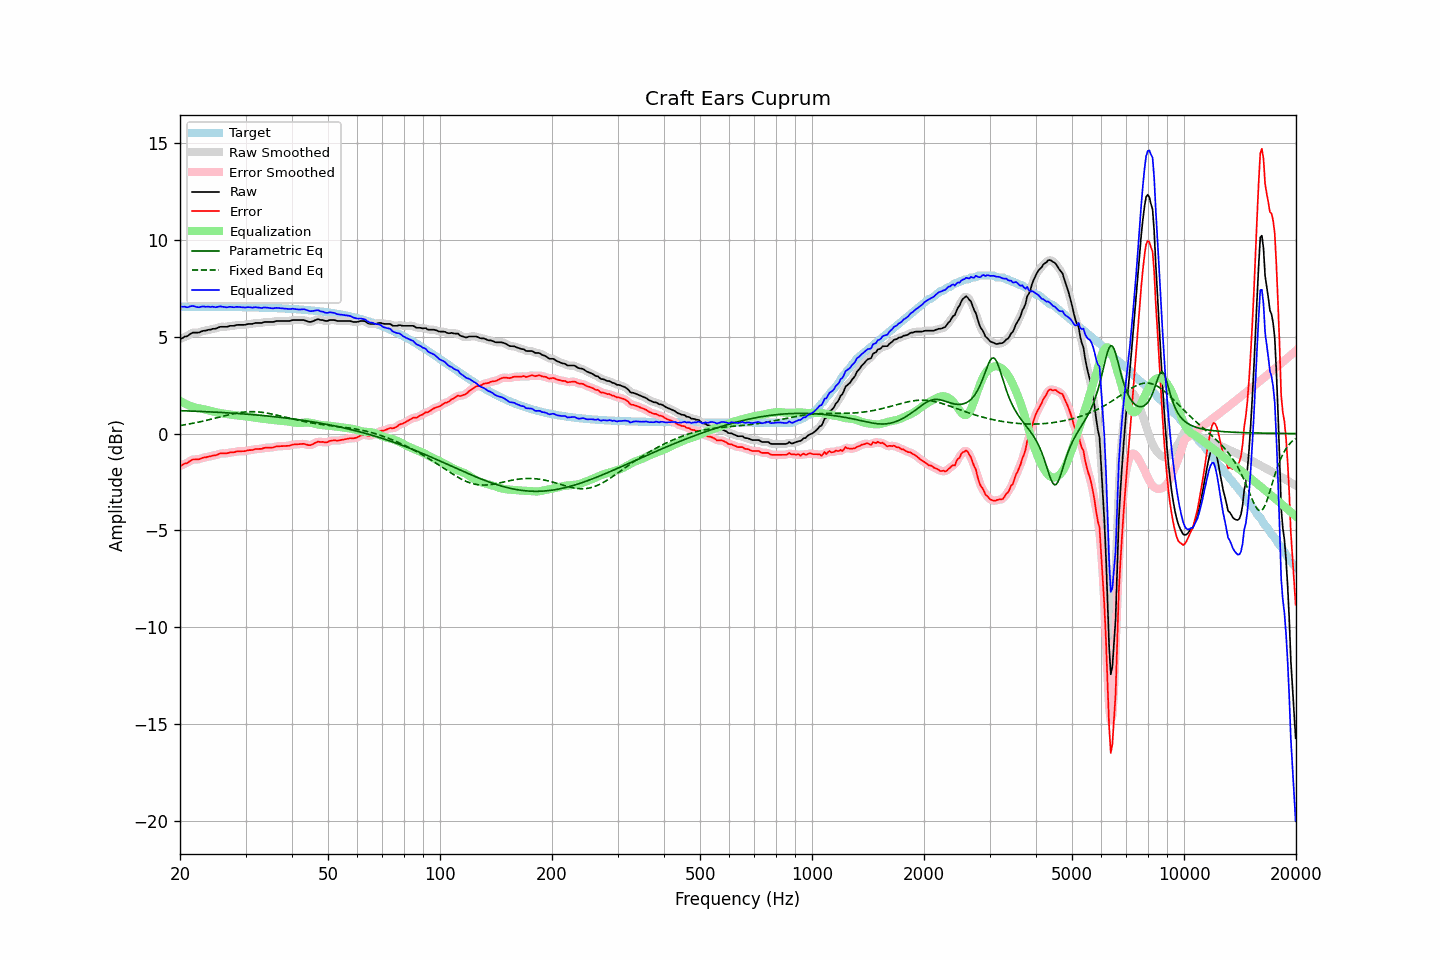 Craft Ears Cuprum
Target
Raw Smoothed
Error Smoothed
Raw
Error
Equalization
Parametric Eq
Fixed Band Eq
Equalized
15
10
5
0
−5
−10
−15
−20
Amplitude (dBr)
20
50
100
200
500
1000
2000
5000
10000
20000
Frequency (Hz)